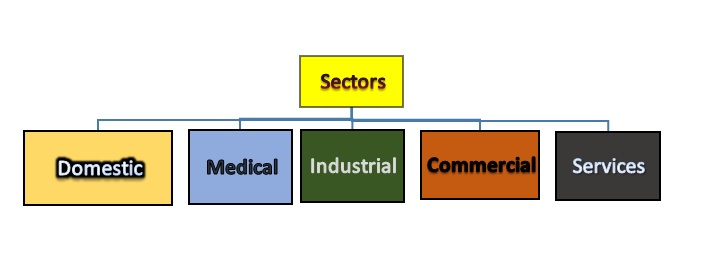 Sectors
Domestic
Medical
Industrial
Commercial
Services